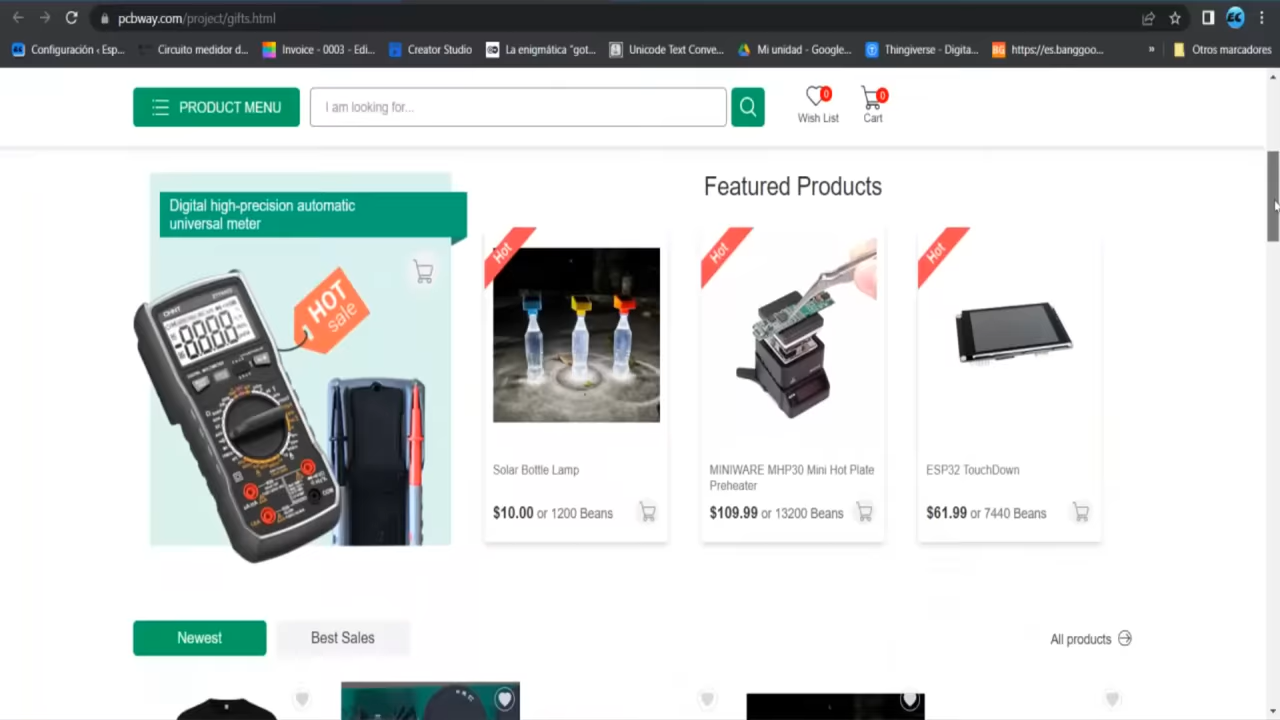 pcbway.com/project/gifts.html
Configuración ‹ Esp...
Circuito medidor d...
Invoice - 0003 - Edi...
Creator Studio
La enigmática "got...
Unicode Text Conve...
Mi unidad - Google...
Thingiverse - Digita...
https://es.banggoo...
»
Otros marcadores
PRODUCT MENU
I am looking for...
0
Wish List
0
Cart
Digital high-precision automatic
universal meter
HOT
sale
Featured Products
Hot
Hot
Hot
Solar Bottle Lamp
$10.00 or 1200 Beans
MINIWARE MHP30 Mini Hot Plate
Preheater
$109.99 or 13200 Beans
ESP32 TouchDown
$61.99 or 7440 Beans
Newest
Best Sales
All products